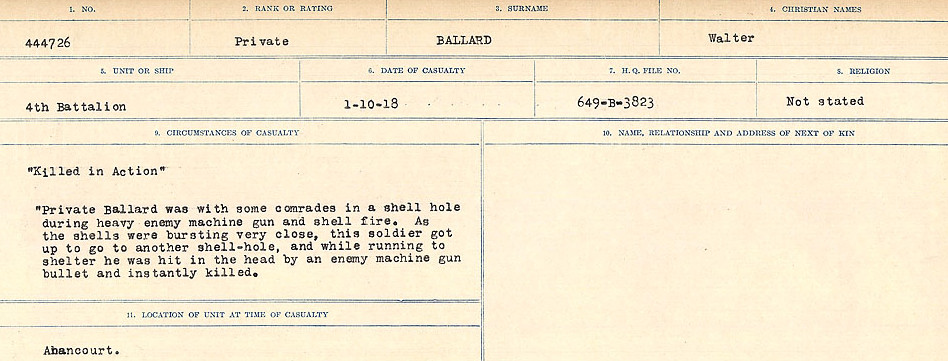 1. NO. 2. RANK OR RATING 3. SURNAME 4. CHRISTIAN NAMES
444726 Private BALLARD Walter
5. UNIT OR SHIP 6. DATE OF CASUALTY 7. H.Q. FILE NO. 8. RELIGION
4th Battalion 1-10-18 649-B-3823 Not stated
9. CIRCUMSTANCES OF CASUALTY 10. NAME, RELATIONSHIP AND ADDRESS OF NEXT OF KIN
"Killed in Action"
"Private Ballard was with some comrades in a shell hole
during heavy enemy machine gun and shell fire. As
the shells were bursting very close, this soldier got
up to go to another shell-hole, and while running to
shelter he was hit in the head by an enemy machine gun
bullet and instantly killed.
11. LOCATION OF UNIT AT TIME OF CASUALTY
Abancourt.